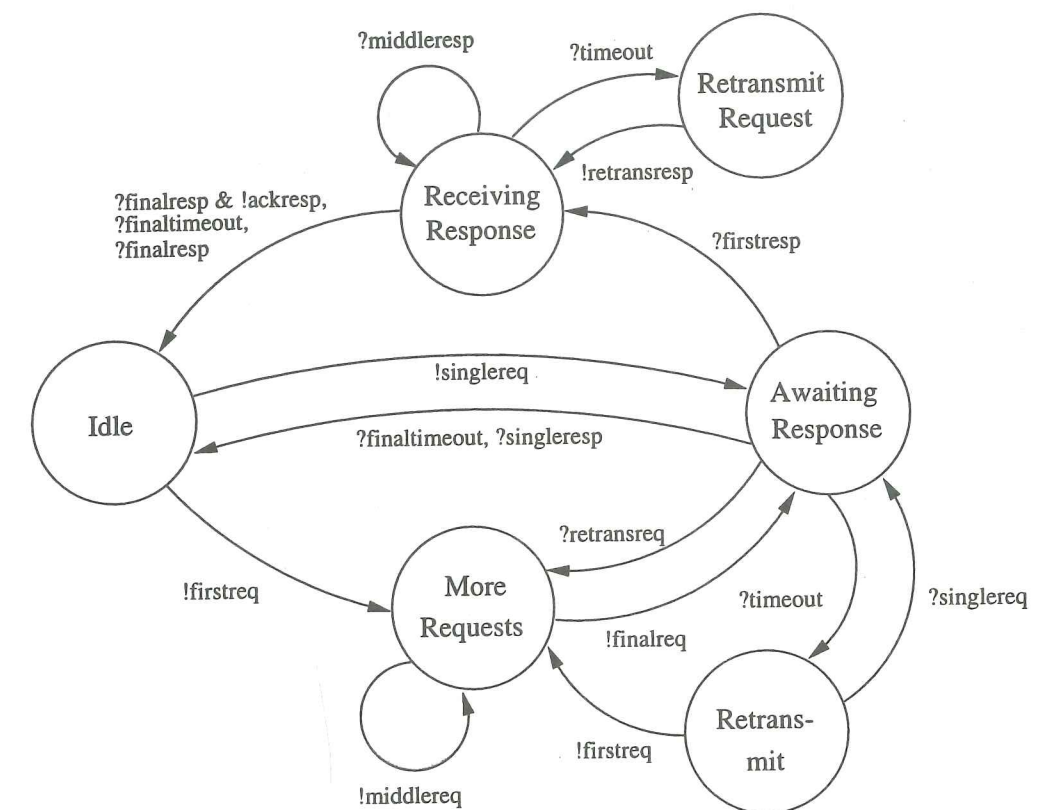 ?middleresp
?timeout
Retransmit
Request
!retransresp
Receiving
Response
?finalresp & !ackresp,
?finaltimeout,
?finalresp
?firstresp
!singlereq
Idle
?finaltimeout, ?singleresp
Awaiting
Response
?retransreq
More
Requests
!firstreq
!finalreq
?timeout
?singlereq
Retrans-
mit
!firstreq
!middlereq